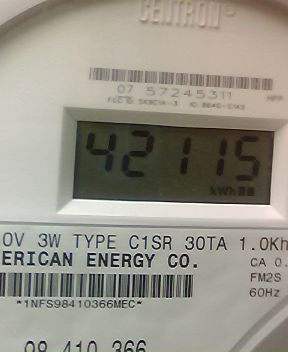 CENTRON®
07 57245311
42115
kWh
0V 3W TYPE C1SR 30TA 1.0Kh
ERICAN ENERGY CO.
CA 0.
FM2S
60Hz
*1NFS98410366MEC*
98 410 366